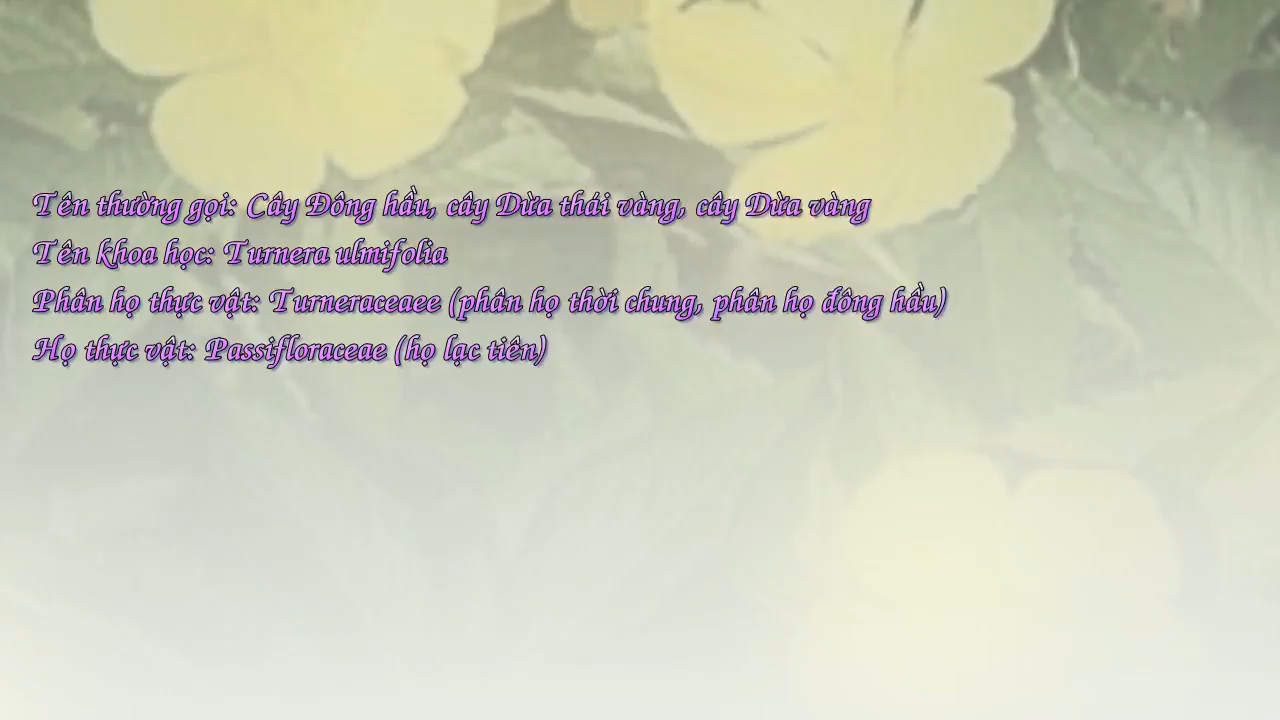 Tên thường gọi: Cây Đông hầu, cây Dừa thái vàng, cây Dừa vàng
Tên khoa học: Turnera ulmifolia
Phân họ thực vật: Turneraceaee (phân họ thời chung, phân họ đông hầu)
Họ thực vật: Passifloraceae (họ lạc tiên)